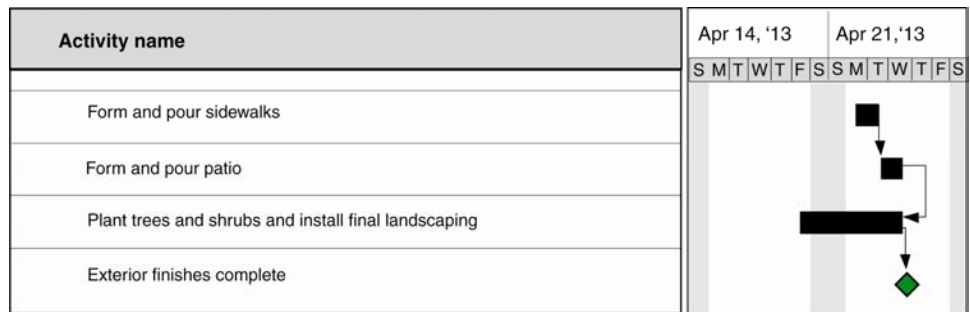 Activity name
Apr 14, ‘13 Apr 21,‘13
S M T W T F S S M T W T F S
Form and pour sidewalks
Form and pour patio
Plant trees and shrubs and install final landscaping
Exterior finishes complete